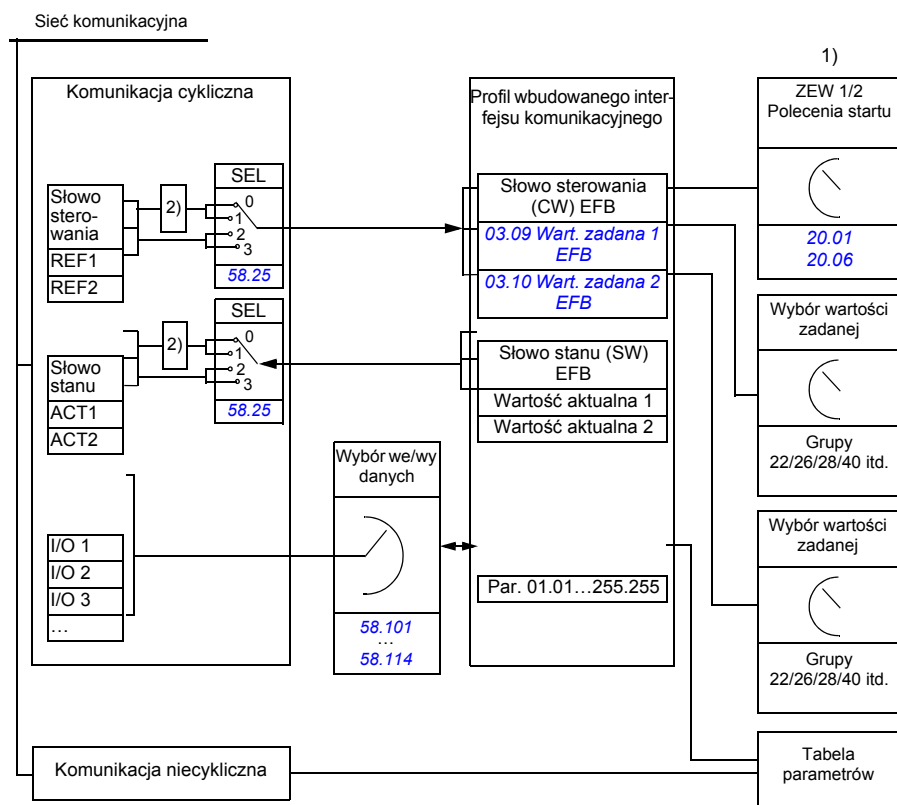 Sieć komunikacyjna
1)
Komunikacja cykliczna
Słowo
stero-
wania
REF1
REF2
2)
SEL
0
1
2
3
58.25
Słowo
stanu
ACT1
ACT2
2)
SEL
0
1
2
3
58.25
I/O 1
I/O 2
I/O 3
...
Wybór we/wy
danych
58.101
...
58.114
Profil wbudowanego inter-
fejsu komunikacyjnego
Słowo sterowania
(CW) EFB
03.09 Wart. zadana 1
EFB
03.10 Wart. zadana 2
EFB
Słowo stanu (SW)
EFB
Wartość aktualna 1
Wartość aktualna 2
Par. 01.01…255.255
ZEW 1/2
Polecenia startu
20.01
20.06
Wybór wartości
zadanej
Grupy
22/26/28/40 itd.
Wybór wartości
zadanej
Grupy
22/26/28/40 itd.
Komunikacja niecykliczna
Tabela
parametrów